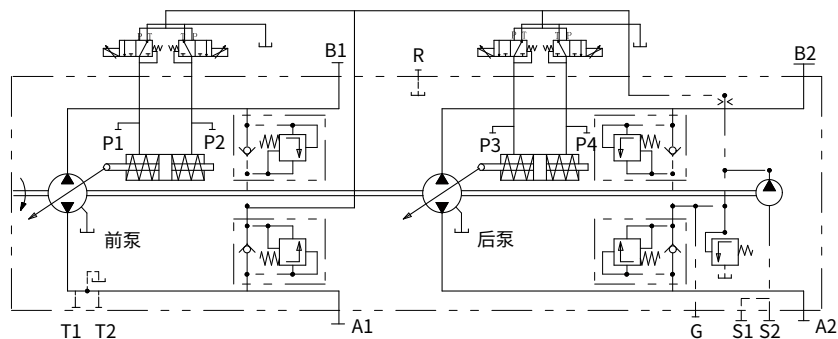 P T T P P T T P
B1 R B2
P1 P2 P3 P4
前泵 后泵
T1 T2 A1 G S1 S2 A2